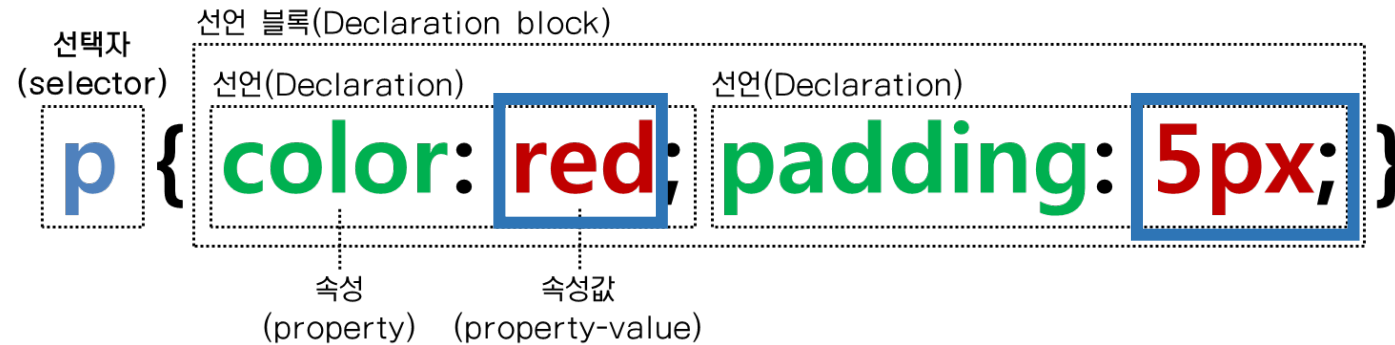 선언 블록(Declaration block)
선택자
(selector)
선언(Declaration) 선언(Declaration)
p { color: red; padding: 5px; }
속성 속성값
(property) (property-value)